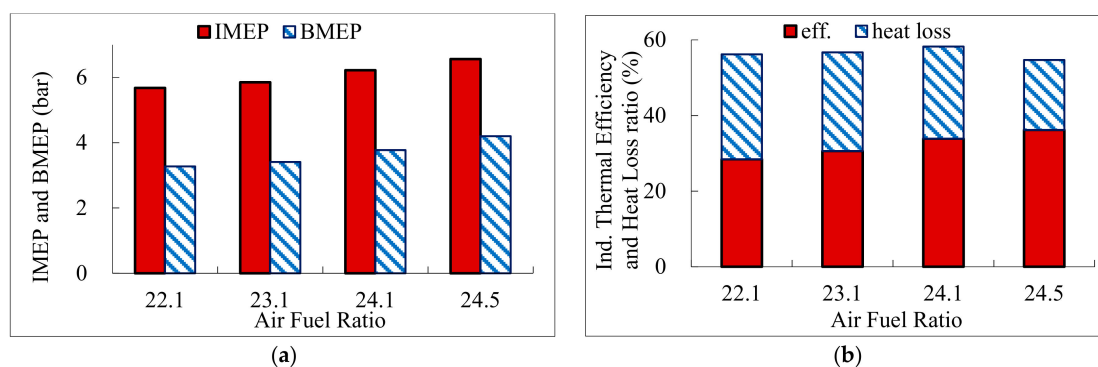 IMEP BMEP
IMEP and BMEP (bar)
6
4
2
0
22.1 23.1 24.1 24.5
Air Fuel Ratio
(a)
eff. heat loss
Ind. Thermal Efficiency
and Heat Loss ratio (%)
60
40
20
0
22.1 23.1 24.1 24.5
Air Fuel Ratio
(b)